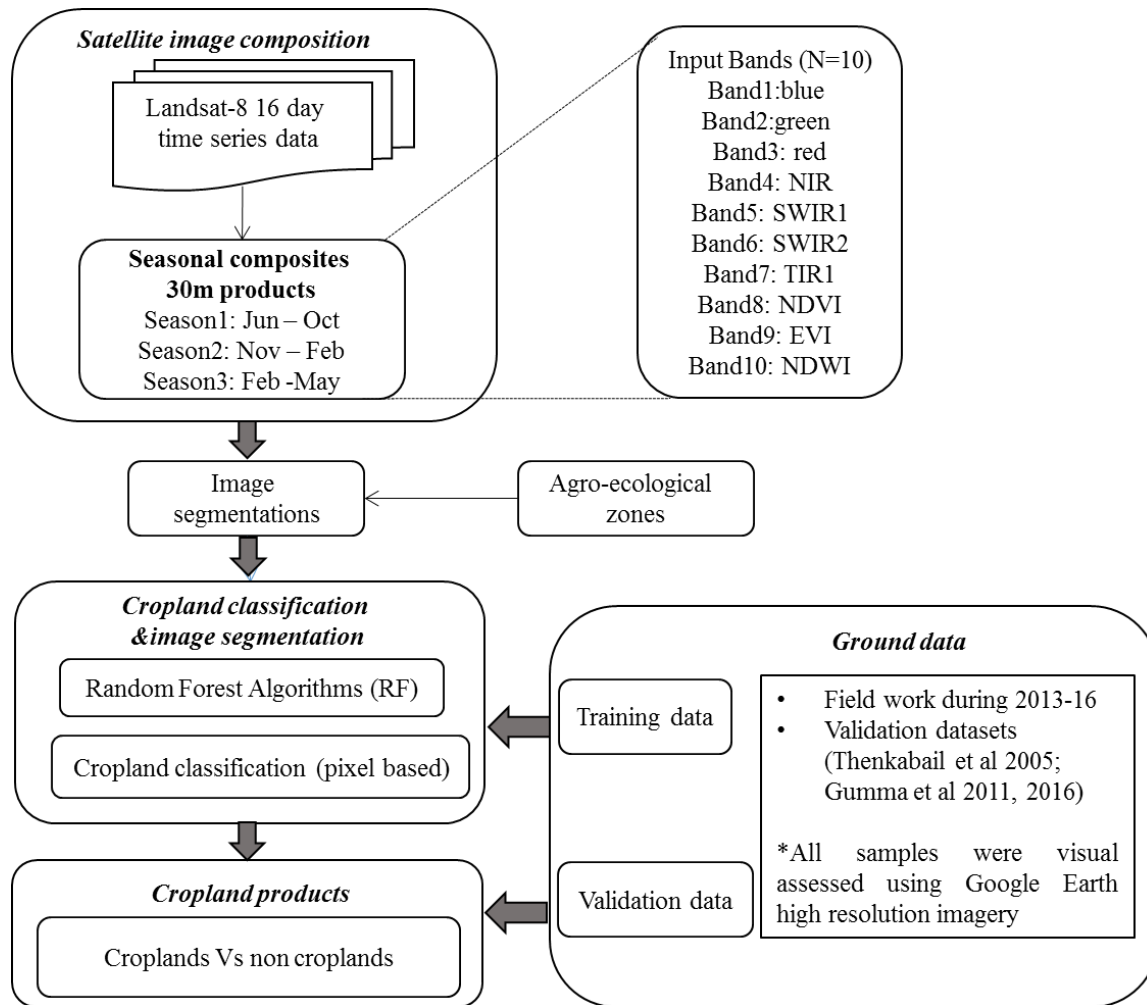 Satellite image composition
Landsat-8 16 day
time series data
Seasonal composites
30m products
Season1: Jun – Oct
Season2: Nov – Feb
Season3: Feb -May
Input Bands (N=10)
Band1:blue
Band2:green
Band3: red
Band4: NIR
Band5: SWIR1
Band6: SWIR2
Band7: TIR1
Band8: NDVI
Band9: EVI
Band10: NDWI
Image
segmentations
Agro-ecological
zones
Cropland classification
&image segmentation
Random Forest Algorithms (RF)
Cropland classification (pixel based)
Ground data
Training data
Validation data
• Field work during 2013-16
• Validation datasets
(Thenkabail et al 2005;
Gumma et al 2011, 2016)
*All samples were visual
assessed using Google Earth
high resolution imagery
Cropland products
Croplands Vs non croplands